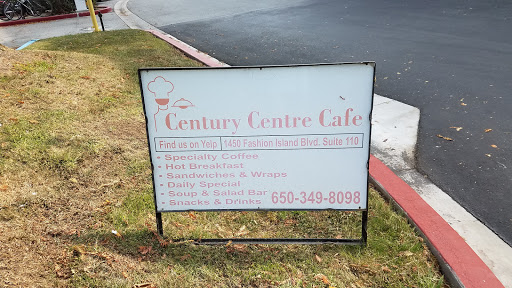 Century Centre Cafe
Find us on Yelp 1450 Fashion Island Blvd. Suite 110
• Specialty Coffee
• Hot Breakfast
• Sandwiches & Wraps
• Daily Special
• Soup & Salad Bar
• Snacks & Drinks 650-349-8098